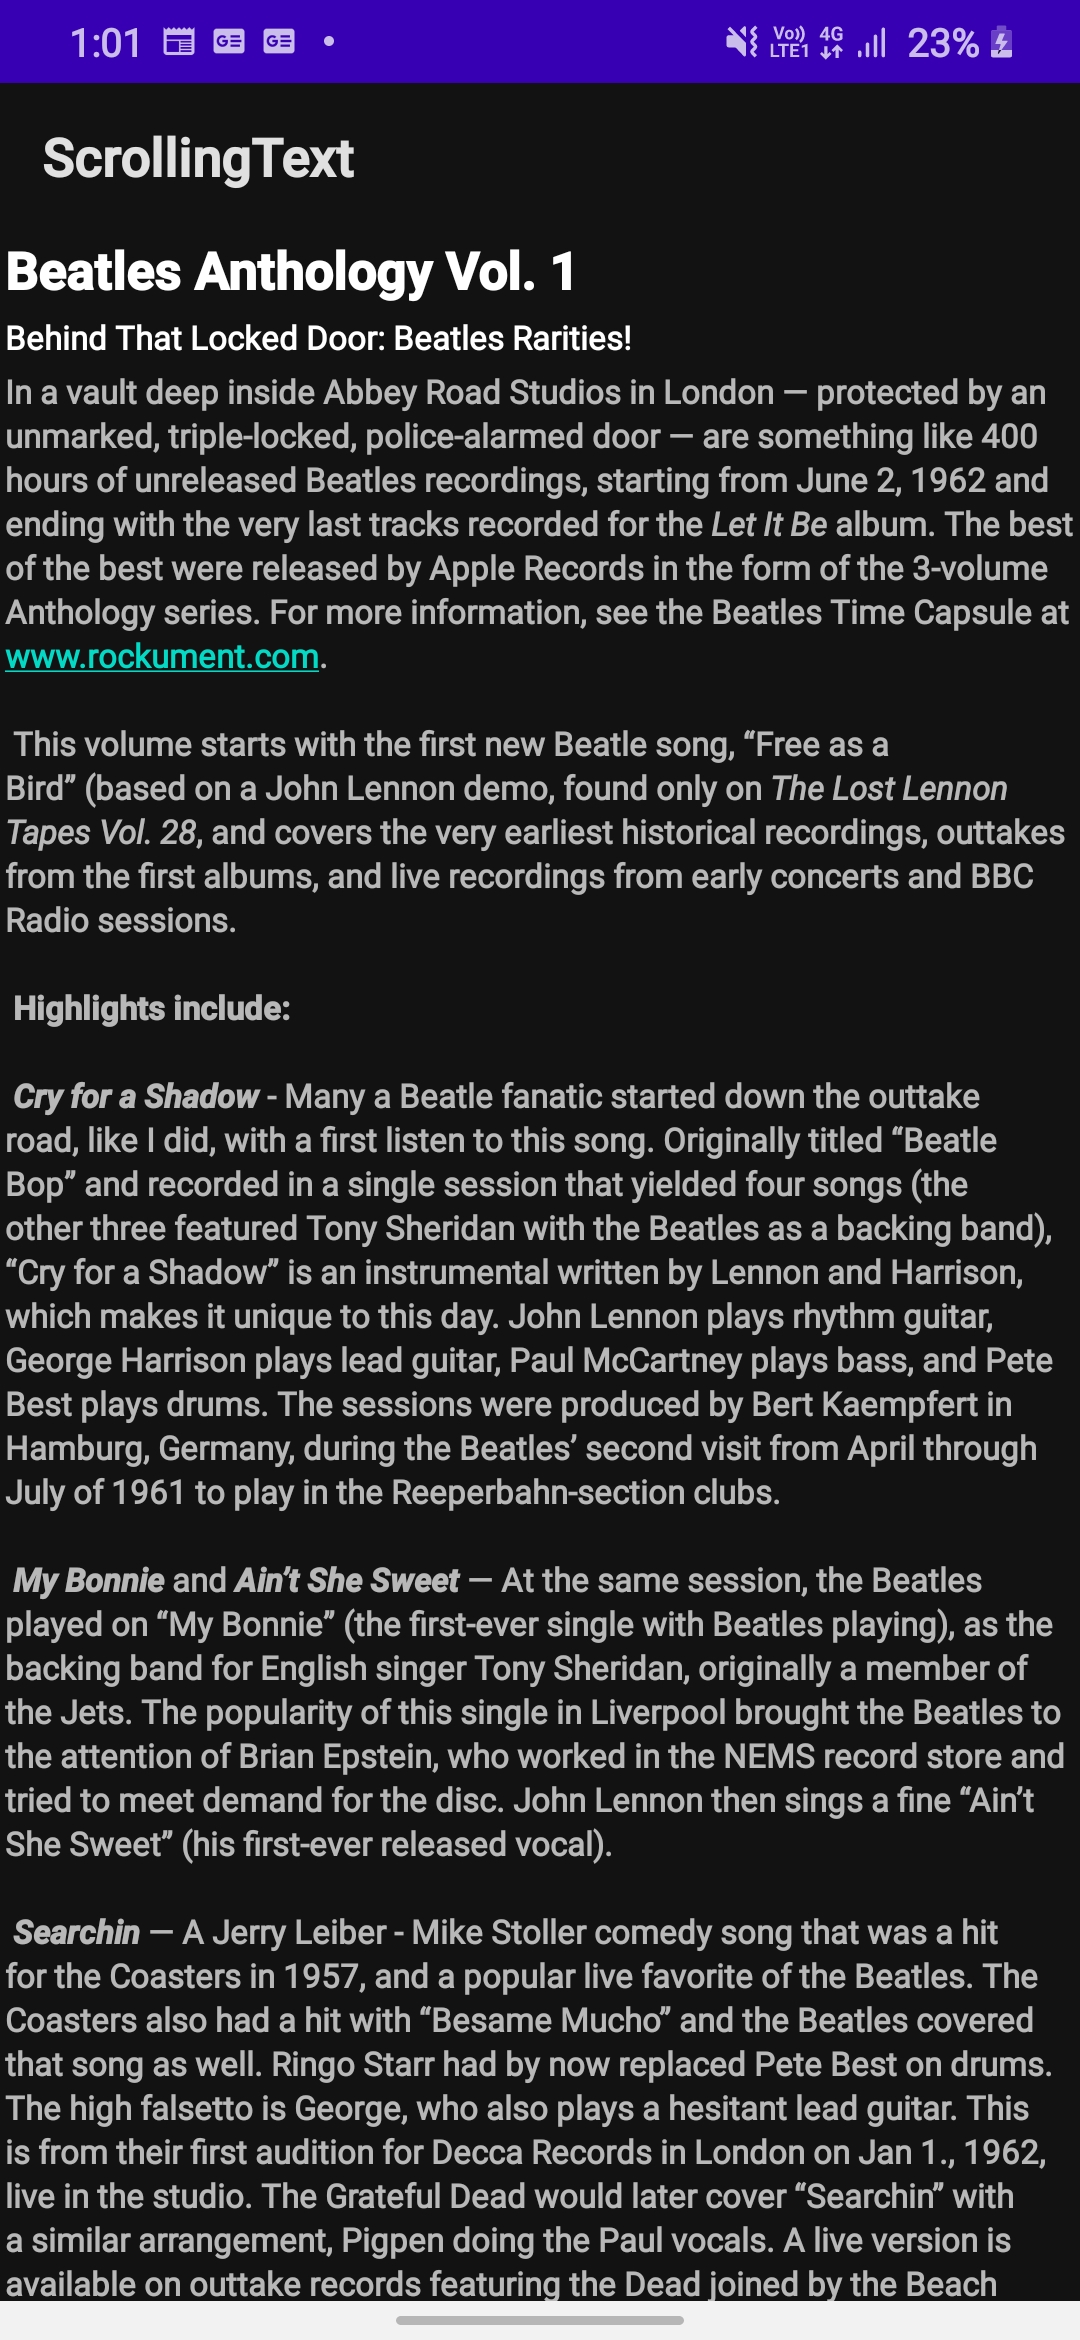 1:01 GE GE Vo)) LTE1 4G 23%
ScrollingText
Beatles Anthology Vol. 1
Behind That Locked Door: Beatles Rarities!
In a vault deep inside Abbey Road Studios in London — protected by an
unmarked, triple-locked, police-alarmed door — are something like 400
hours of unreleased Beatles recordings, starting from June 2, 1962 and
ending with the very last tracks recorded for the Let It Be album. The best
of the best were released by Apple Records in the form of the 3-volume
Anthology series. For more information, see the Beatles Time Capsule at
www.rockument.com.
This volume starts with the first new Beatle song, “Free as a
Bird” (based on a John Lennon demo, found only on The Lost Lennon
Tapes Vol. 28, and covers the very earliest historical recordings, outtakes
from the first albums, and live recordings from early concerts and BBC
Radio sessions.
Highlights include:
Cry for a Shadow - Many a Beatle fanatic started down the outtake
road, like I did, with a first listen to this song. Originally titled “Beatle
Bop” and recorded in a single session that yielded four songs (the
other three featured Tony Sheridan with the Beatles as a backing band),
“Cry for a Shadow” is an instrumental written by Lennon and Harrison,
which makes it unique to this day. John Lennon plays rhythm guitar,
George Harrison plays lead guitar, Paul McCartney plays bass, and Pete
Best plays drums. The sessions were produced by Bert Kaempfert in
Hamburg, Germany, during the Beatles’ second visit from April through
July of 1961 to play in the Reeperbahn-section clubs.
My Bonnie and Ain’t She Sweet — At the same session, the Beatles
played on “My Bonnie” (the first-ever single with Beatles playing), as the
backing band for English singer Tony Sheridan, originally a member of
the Jets. The popularity of this single in Liverpool brought the Beatles to
the attention of Brian Epstein, who worked in the NEMS record store and
tried to meet demand for the disc. John Lennon then sings a fine “Ain’t
She Sweet” (his first-ever released vocal).
Searchin — A Jerry Leiber - Mike Stoller comedy song that was a hit
for the Coasters in 1957, and a popular live favorite of the Beatles. The
Coasters also had a hit with “Besame Mucho” and the Beatles covered
that song as well. Ringo Starr had by now replaced Pete Best on drums.
The high falsetto is George, who also plays a hesitant lead guitar. This
is from their first audition for Decca Records in London on Jan 1., 1962,
live in the studio. The Grateful Dead would later cover “Searchin” with
a similar arrangement, Pigpen doing the Paul vocals. A live version is
available on outtake records featuring the Dead joined by the Beach